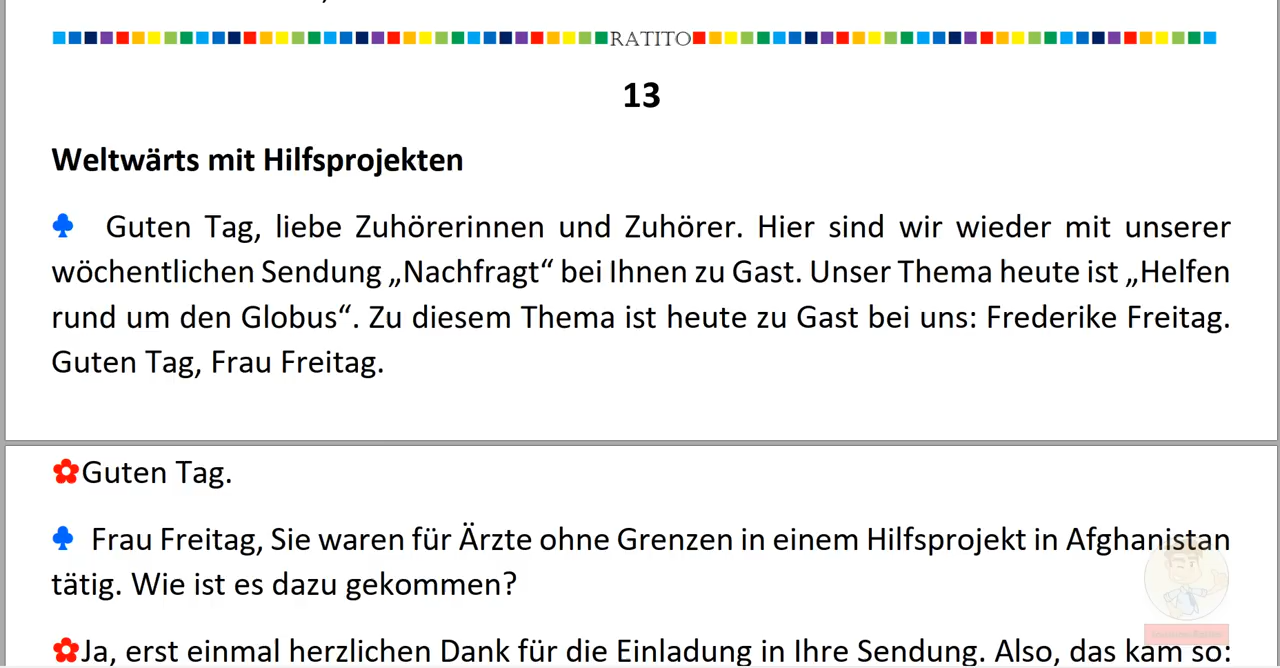 RATITO
13
Weltwärts mit Hilfsprojekten
♣ Guten Tag, liebe Zuhörerinnen und Zuhörer. Hier sind wir wieder mit unserer
wöchentlichen Sendung „Nachfragt“ bei Ihnen zu Gast. Unser Thema heute ist „Helfen
rund um den Globus“. Zu diesem Thema ist heute zu Gast bei uns: Frederike Freitag.
Guten Tag, Frau Freitag.
✿Guten Tag.
♣ Frau Freitag, Sie waren für Ärzte ohne Grenzen in einem Hilfsprojekt in Afghanistan
tätig. Wie ist es dazu gekommen?
✿Ja, erst einmal herzlichen Dank für die Einladung in Ihre Sendung. Also, das kam so: